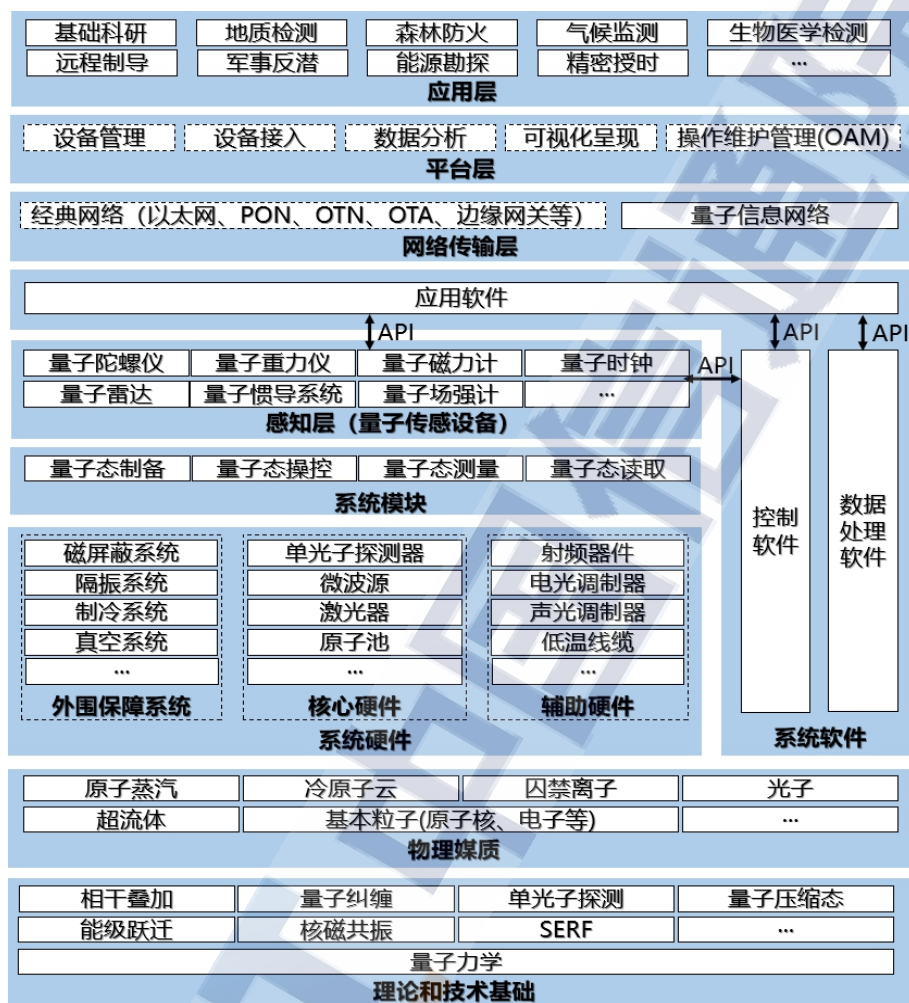 基础科研 地质检测 森林防火 气候监测 生物医学检测
远程制导 军事反潜 能源勘探 精密授时 …
应用层
设备管理 设备接入 数据分析 可视化呈现 操作维护管理(OAM)
平台层
经典网络（以太网、PON、OTN、OTA、边缘网关等） 量子信息网络
网络传输层
应用软件
API API API
量子陀螺仪 量子重力仪 量子磁力计 量子时钟 API
量子雷达 量子惯导系统 量子场强计 …
感知层（量子传感设备）
量子态制备 量子态操控 量子态测量 量子态读取
系统模块
控制
软件
数据
处理
软件
磁屏蔽系统 单光子探测器 射频器件
隔振系统 微波源 电光调制器
制冷系统 激光器 声光调制器
真空系统 原子池 低温线缆
… … …
外围保障系统 核心硬件 辅助硬件
系统硬件 系统软件
原子蒸汽 冷原子云 囚禁离子 光子
超流体 基本粒子(原子核、电子等) …
物理媒质
相干叠加 量子纠缠 单光子探测 量子压缩态
能级跃迁 核磁共振 SERF …
量子力学
理论和技术基础